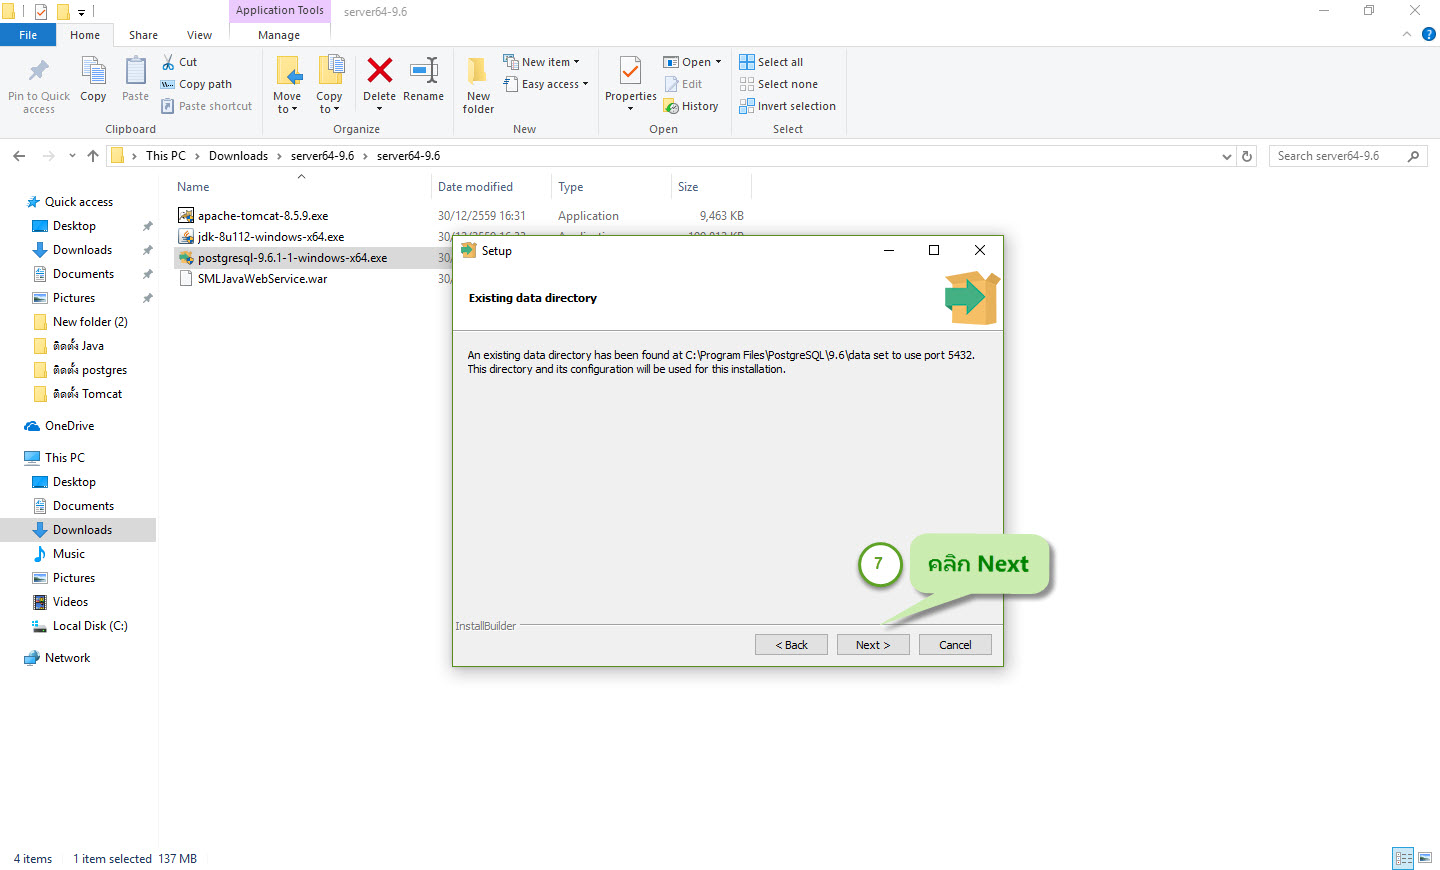 Application Tools
server64-9.6
File
Home
Share
View
Manage
Pin to Quick access
Copy
Paste
Cut
Copy path
Paste shortcut
Clipboard
Move to
Copy to
Delete
Rename
Organize
New folder
New item
Easy access
New
Properties
Open
Edit
History
Open
Select all
Select none
Invert selection
Select
This PC > Downloads > server64-9.6 > server64-9.6
Search server64-9.6
Name
Date modified
Type
Size
apache-tomcat-8.5.9.exe 30/12/2559 16:31 Application 9,463 KB
jdk-8u112-windows-x64.exe
postgresql-9.6.1-1-windows-x64.exe 30
SMLJavaWebService.war 30/
Quick access
Desktop
Downloads
Documents
Pictures
New folder (2)
ติดตั้ง Java
ติดตั้ง postgres
ติดตั้ง Tomcat
OneDrive
This PC
Desktop
Documents
Downloads
Music
Pictures
Videos
Local Disk (C:)
Network
Setup
Existing data directory
An existing data directory has been found at C:\Program Files\PostgreSQL\9.6\data set to use port 5432.
This directory and its configuration will be used for this installation.
7
คลิก Next
InstallBuilder
< Back
Next >
Cancel
4 items
1 item selected 137 MB